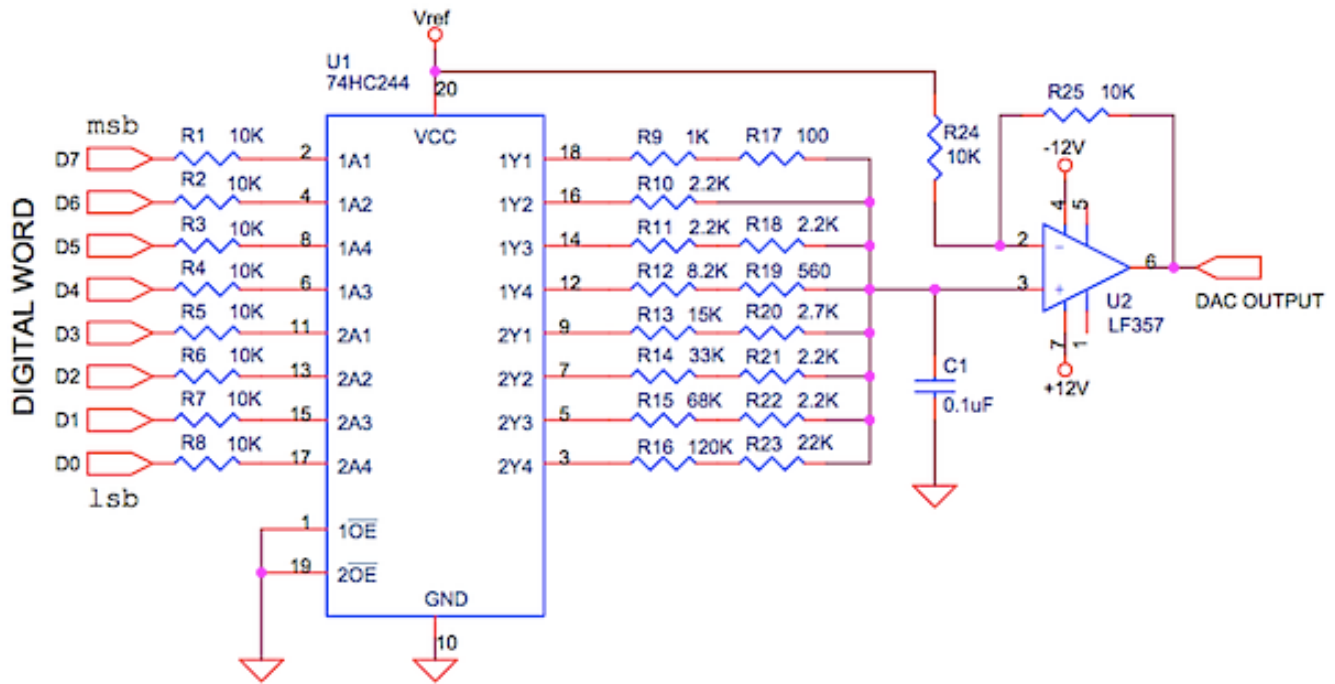 Vref
U1
74HC244
20
VCC
msb
DIGITAL WORD
D7 R1 10K 2 1A1 1Y1 18 R9 1K R17 100
D6 R2 10K 4 1A2 1Y2 16 R10 2.2K
D5 R3 10K 8 1A4 1Y3 14 R11 2.2K R18 2.2K
D4 R4 10K 6 1A3 1Y4 12 R12 8.2K R19 560
D3 R5 10K 11 2A1 2Y1 9 R13 15K R20 2.7K
D2 R6 10K 13 2A2 2Y2 7 R14 33K R21 2.2K
D1 R7 10K 15 2A3 2Y3 5 R15 68K R22 2.2K
D0 R8 10K 17 2A4 2Y4 3 R16 120K R23 22K
lsb
1 1OE
19 2OE
GND
10
R24
10K
R25 10K
-12V
4 5
2 -
3 +
6
U2
LF357
7 1
+12V
DAC OUTPUT
C1
0.1uF